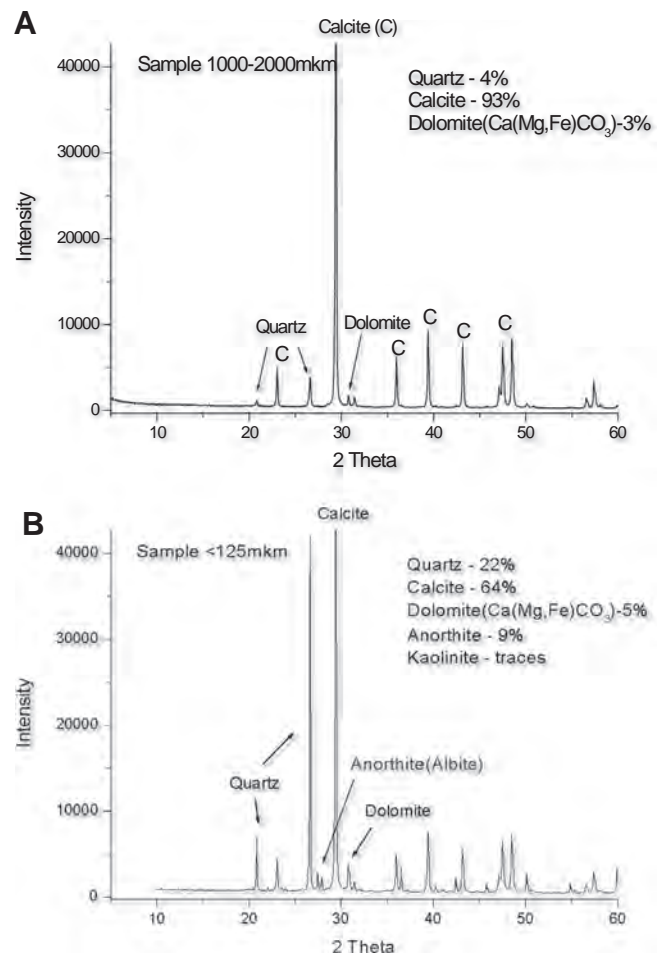 A
Calcite (C)
Sample 1000-2000mkm
Quartz - 4%
Calcite - 93%
Dolomite(Ca(Mg,Fe)CO₃)-3%
Intensity
40000
30000
20000
10000
0
Quartz
C
Dolomite
C
C
C
C
10
20
30
40
50
60
2 Theta
B
Calcite
Sample <125mkm
Quartz - 22%
Calcite - 64%
Dolomite(Ca(Mg,Fe)CO₃)-5%
Anorthite - 9%
Kaolinite - traces
Intensity
40000
30000
20000
10000
0
Quartz
Anorthite(Albite)
Dolomite
10
20
30
40
50
60
2 Theta